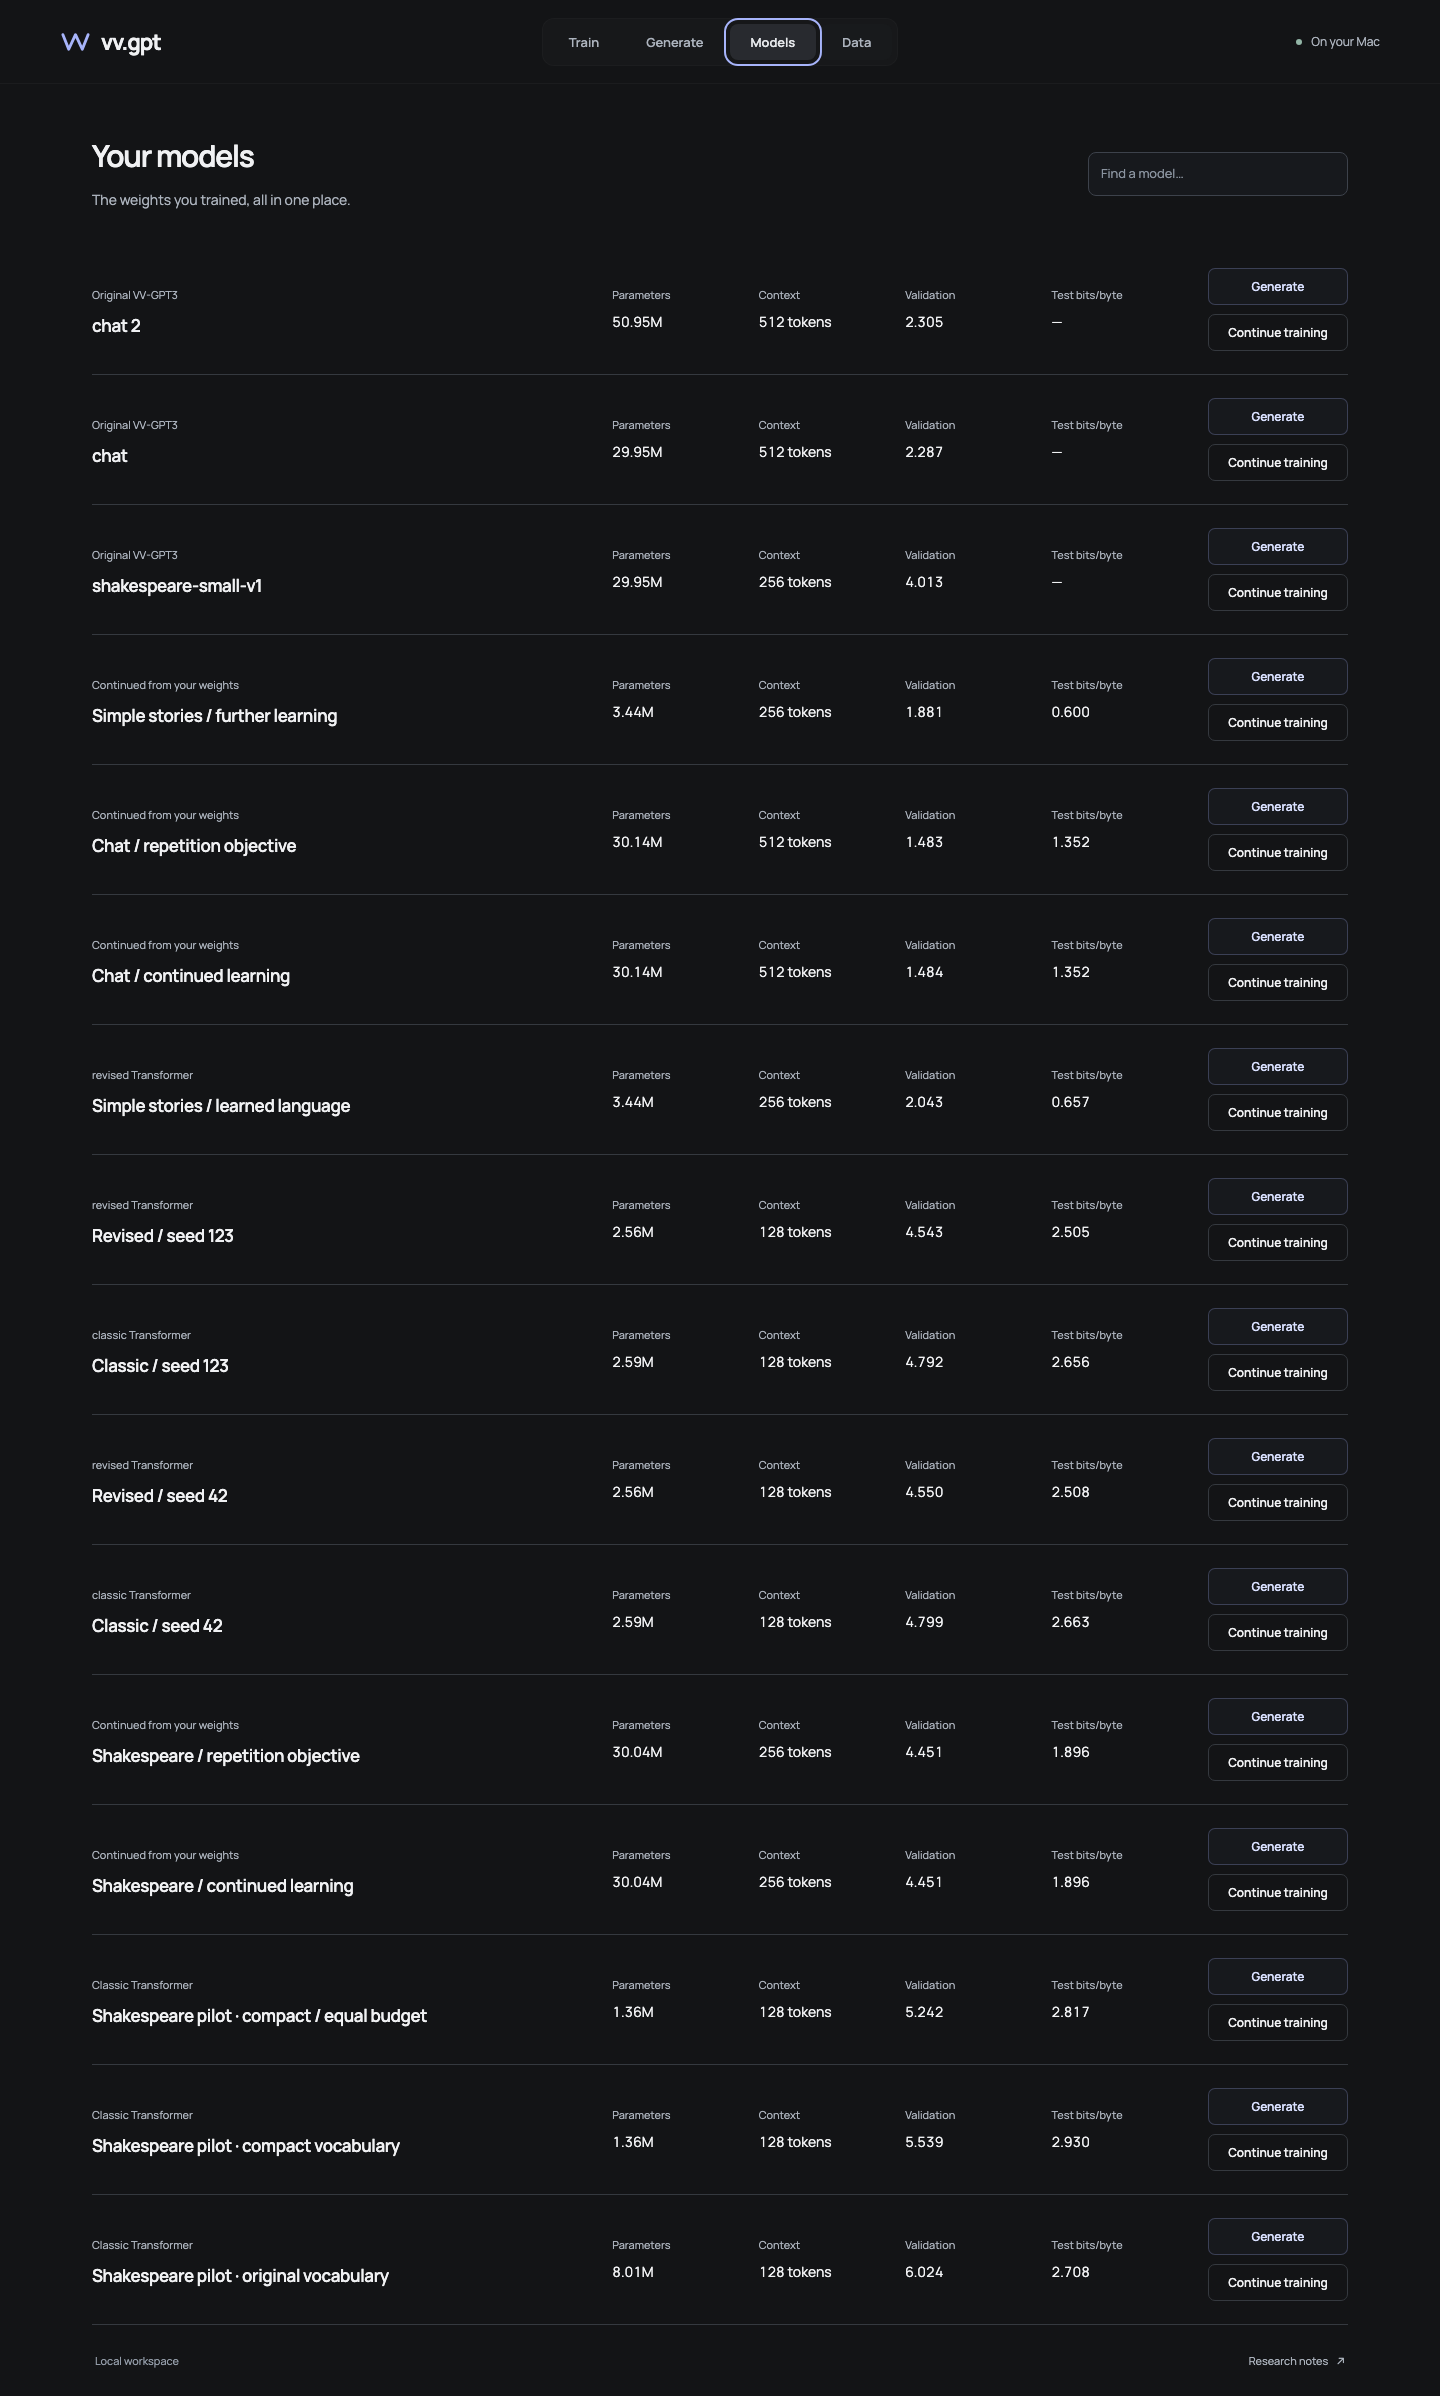 vv.gpt
Train Generate Models Data
On your Mac
Your models
The weights you trained, all in one place.
Find a model...
Original VV-GPT3
chat 2
Parameters Context Validation Test bits/byte
50.95M 512 tokens 2.305 —
Generate
Continue training
Original VV-GPT3
chat
Parameters Context Validation Test bits/byte
29.95M 512 tokens 2.287 —
Generate
Continue training
Original VV-GPT3
shakespeare-small-v1
Parameters Context Validation Test bits/byte
29.95M 256 tokens 4.013 —
Generate
Continue training
Continued from your weights
Simple stories / further learning
Parameters Context Validation Test bits/byte
3.44M 256 tokens 1.881 0.600
Generate
Continue training
Continued from your weights
Chat / repetition objective
Parameters Context Validation Test bits/byte
30.14M 512 tokens 1.483 1.352
Generate
Continue training
Continued from your weights
Chat / continued learning
Parameters Context Validation Test bits/byte
30.14M 512 tokens 1.484 1.352
Generate
Continue training
revised Transformer
Simple stories / learned language
Parameters Context Validation Test bits/byte
3.44M 256 tokens 2.043 0.657
Generate
Continue training
revised Transformer
Revised / seed 123
Parameters Context Validation Test bits/byte
2.56M 128 tokens 4.543 2.505
Generate
Continue training
classic Transformer
Classic / seed 123
Parameters Context Validation Test bits/byte
2.59M 128 tokens 4.792 2.656
Generate
Continue training
revised Transformer
Revised / seed 42
Parameters Context Validation Test bits/byte
2.56M 128 tokens 4.550 2.508
Generate
Continue training
classic Transformer
Classic / seed 42
Parameters Context Validation Test bits/byte
2.59M 128 tokens 4.799 2.663
Generate
Continue training
Continued from your weights
Shakespeare / repetition objective
Parameters Context Validation Test bits/byte
30.04M 256 tokens 4.451 1.896
Generate
Continue training
Continued from your weights
Shakespeare / continued learning
Parameters Context Validation Test bits/byte
30.04M 256 tokens 4.451 1.896
Generate
Continue training
Classic Transformer
Shakespeare pilot · compact / equal budget
Parameters Context Validation Test bits/byte
1.36M 128 tokens 5.242 2.817
Generate
Continue training
Classic Transformer
Shakespeare pilot · compact vocabulary
Parameters Context Validation Test bits/byte
1.36M 128 tokens 5.539 2.930
Generate
Continue training
Classic Transformer
Shakespeare pilot · original vocabulary
Parameters Context Validation Test bits/byte
8.01M 128 tokens 6.024 2.708
Generate
Continue training
Local workspace
Research notes ↗